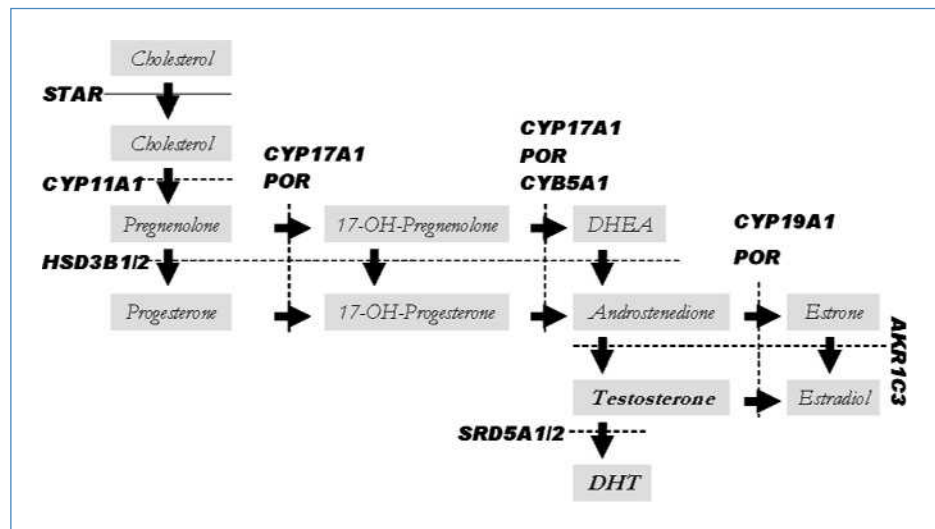 Cholesterol
STAR
Cholesterol
CYP17A1
POR
CYP17A1
POR
CYB5A1
CYP11A1
Pregnenolone
17-OH-Pregnenolone
DHEA
CYP19A1
POR
HSD3B1/2
Progesterone
17-OH-Progesterone
Androstenedione
Estrone
AKR1C3
Testosterone
Estradiol
SRD5A1/2
DHT